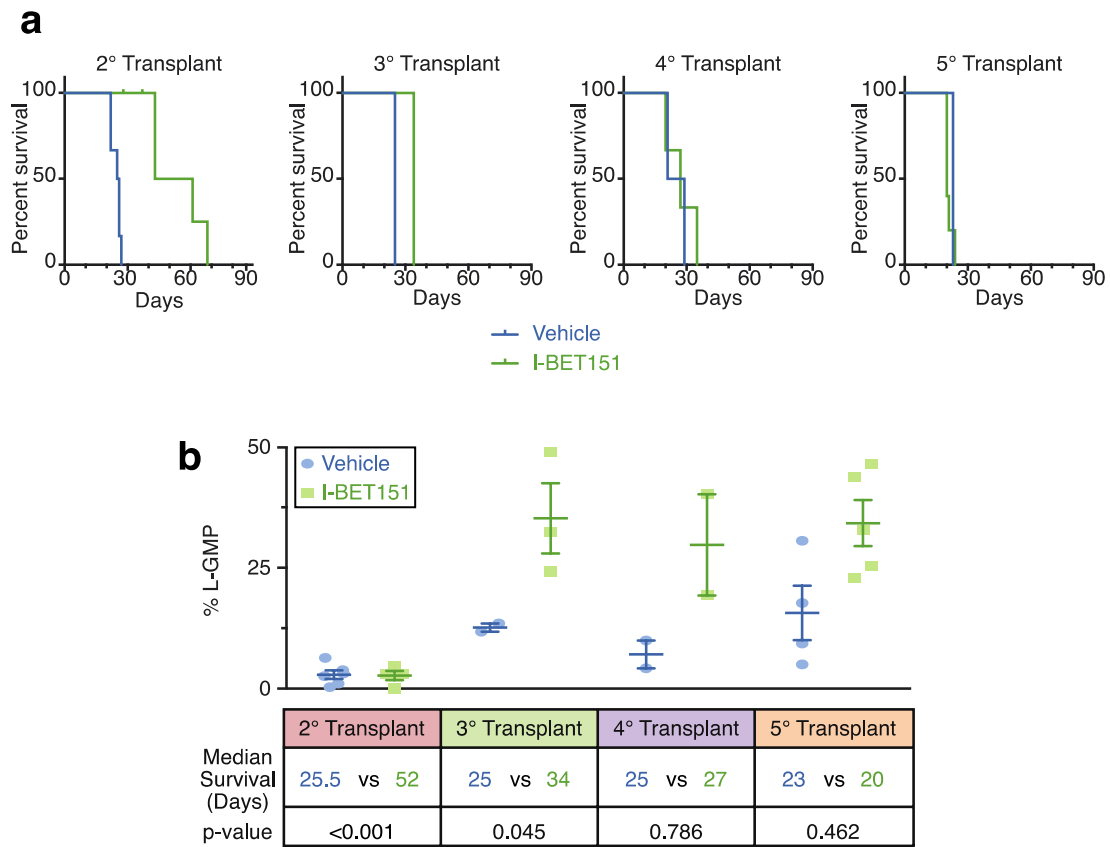 a
2° Transplant
3° Transplant
4° Transplant
5° Transplant
Percent survival
100
50
0
0 30 60 90
Days
Percent survival
100
50
0
0 30 60 90
Days
Percent survival
100
50
0
0 30 60 90
Days
Percent survival
100
50
0
0 30 60 90
Days
Vehicle
I-BET151
b
% L-GMP
50
25
0
Vehicle
I-BET151
2° Transplant 3° Transplant 4° Transplant 5° Transplant
Median
Survival
(Days)
25.5 vs 52 25 vs 34 25 vs 27 23 vs 20
p-value <0.001 0.045 0.786 0.462